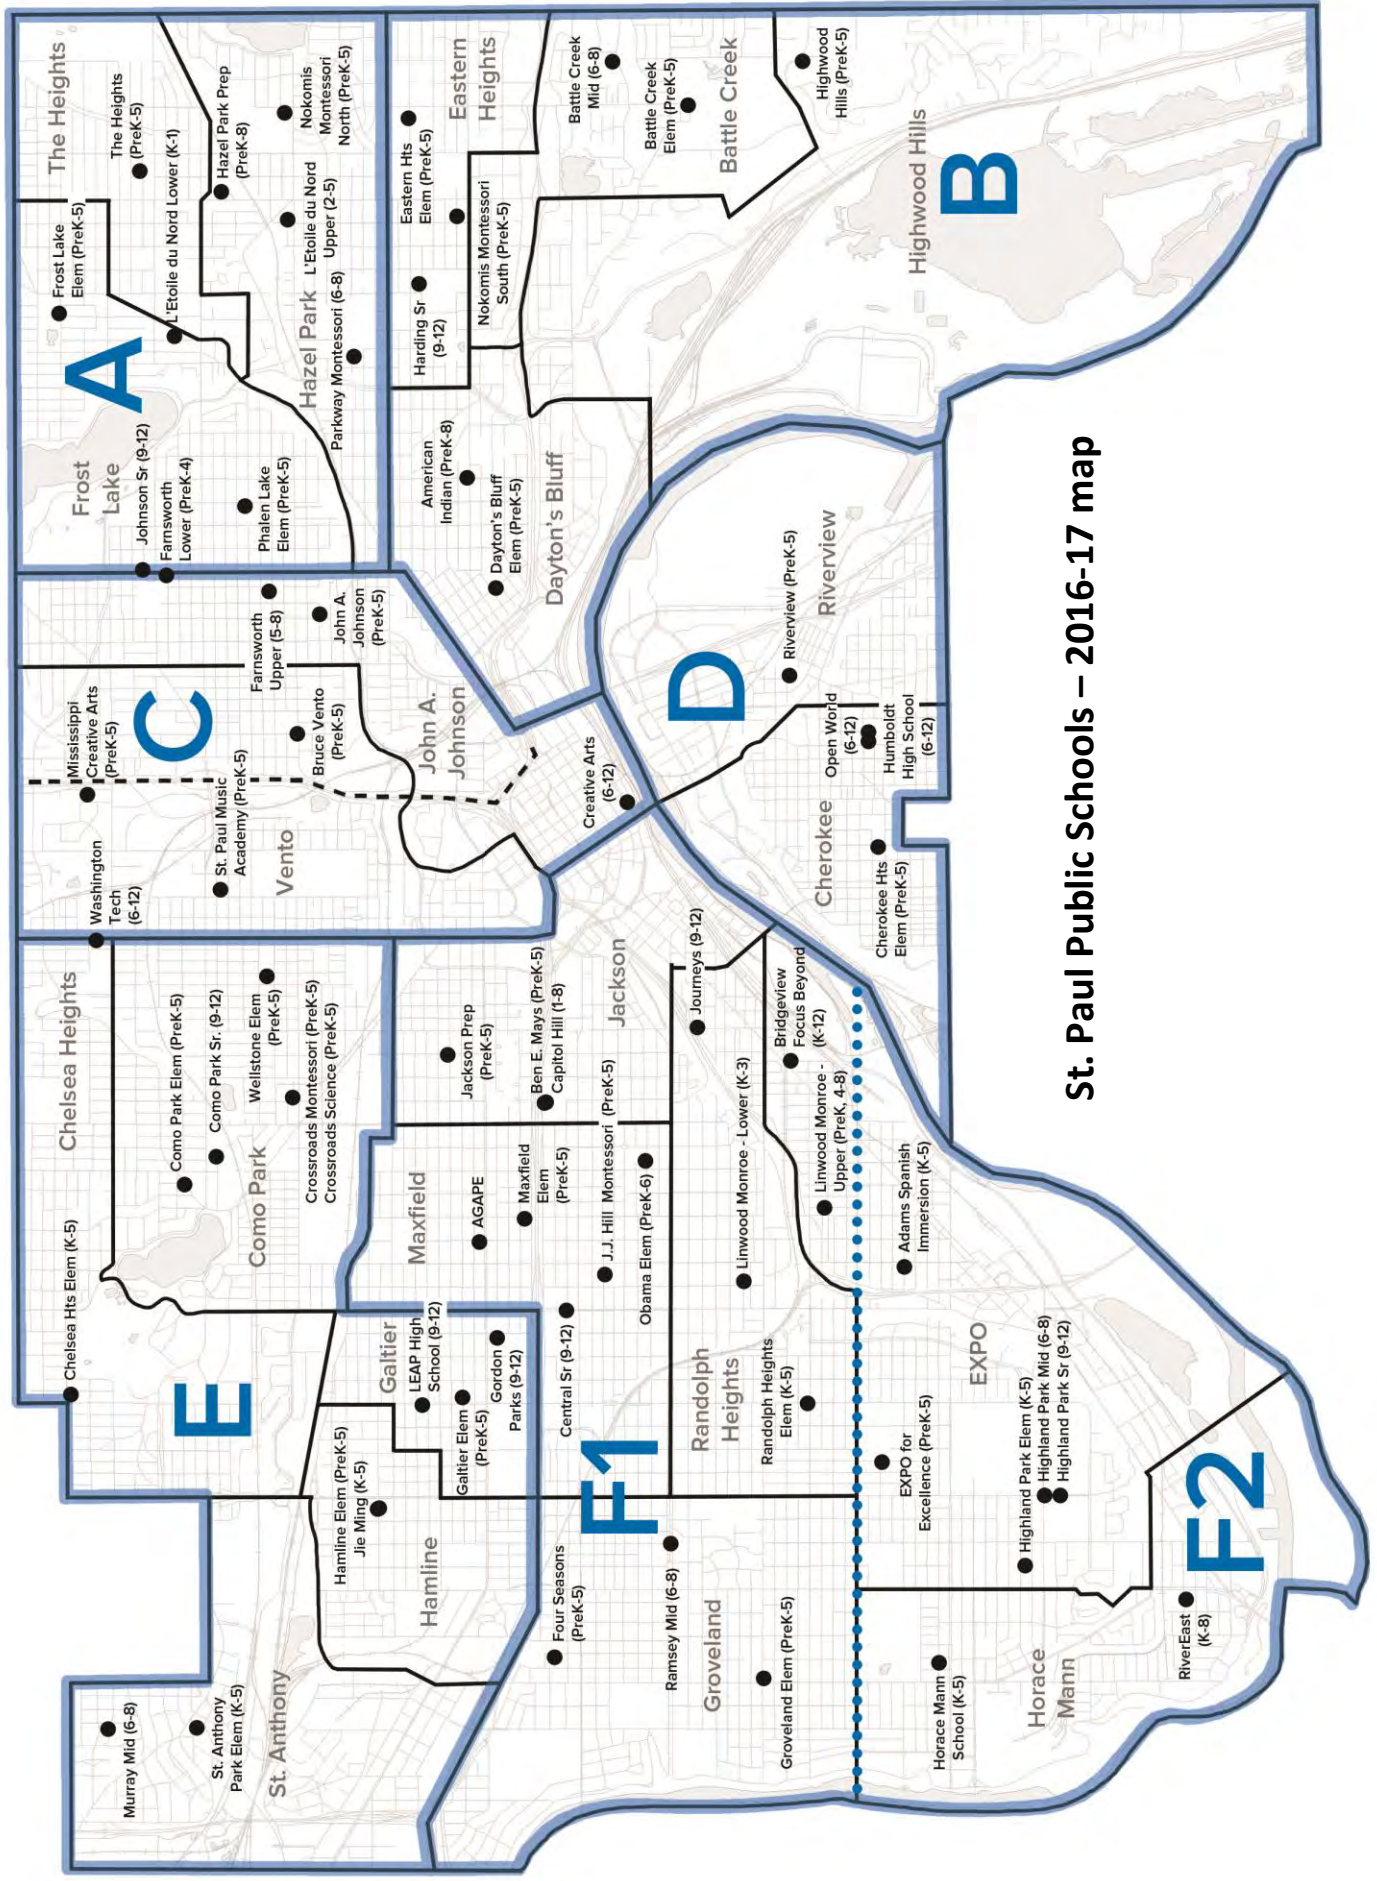 Murray Mid (6-8)
St. Anthony
Park Elem (K-5)
St. Anthony
Chelsea Hts Elem (K-5)
Chelsea Heights
E
Como Park Elem (PreK-5)
Como Park Sr. (9-12)
Wellstone Elem
(PreK-5)
Crossroads Montessori (PreK-5)
Crossroads Science (PreK-5)
Como Park
Hamline Elem (PreK-5)
Jie Ming (K-5)
Hamline
Galtier
LEAP High
School (9-12)
Galtier Elem
(PreK-5)
Gordon
Parks (9-12)
Washington
Tech
(6-12)
Mississippi
Creative Arts
(PreK-5)
C
St. Paul Music
Academy (PreK-5)
Vento
Bruce Vento
(PreK-5)
Farnsworth
Upper (5-8)
John A.
Johnson
(PreK-5)
John A.
Johnson
Creative Arts
(6-12)
The Heights
The Heights
(PreK-5)
Frost Lake
Elem (PreK-5)
L'Etoile du Nord Lower (K-1)
A
Frost
Lake
Johnson Sr (9-12)
Farnsworth
Lower (PreK-4)
Phalen Lake
Elem (PreK-5)
Hazel Park Prep
(PreK-8)
Nokomis
Montessori
North (PreK-5)
L'Etoile du Nord
Upper (2-5)
Hazel Park
Parkway Montessori (6-8)
Eastern Hts
Elem (PreK-5)
Eastern
Heights
Harding Sr
(9-12)
Nokomis Montessori
South (PreK-5)
American
Indian (PreK-8)
Dayton's Bluff
Elem (PreK-5)
Dayton's Bluff
Battle Creek
Mid (6-8)
Battle Creek
Elem (PreK-5)
Battle Creek
Highwood
Hills (PreK-5)
Highwood Hills
B
Maxfield
AGAPE
Maxfield
Elem
(PreK-5)
Jackson Prep
(PreK-5)
Ben E. Mays (PreK-5)
Capitol Hill (1-8)
Jackson
J.J. Hill Montessori (PreK-5)
Central Sr (9-12)
Obama Elem (PreK-6)
F1
Four Seasons
(PreK-5)
Ramsey Mid (6-8)
Groveland
Groveland Elem (PreK-5)
Randolph
Heights
Randolph Heights
Elem (K-5)
Linwood Monroe - Lower (K-3)
Journeys (9-12)
Bridgeview
Focus Beyond
(K-12)
Linwood Monroe -
Upper (PreK, 4-8)
D
Riverview (PreK-5)
Riverview
Open World
(6-12)
Humboldt
High School
(6-12)
Cherokee
Cherokee Hts
Elem (PreK-5)
Adams Spanish
Immersion (K-5)
EXPO
EXPO for
Excellence (PreK-5)
Highland Park Elem (K-5)
Highland Park Mid (6-8)
Highland Park Sr (9-12)
Horace Mann
School (K-5)
Horace
Mann
RiverEast
(K-8)
F2
St. Paul Public Schools – 2016-17 map